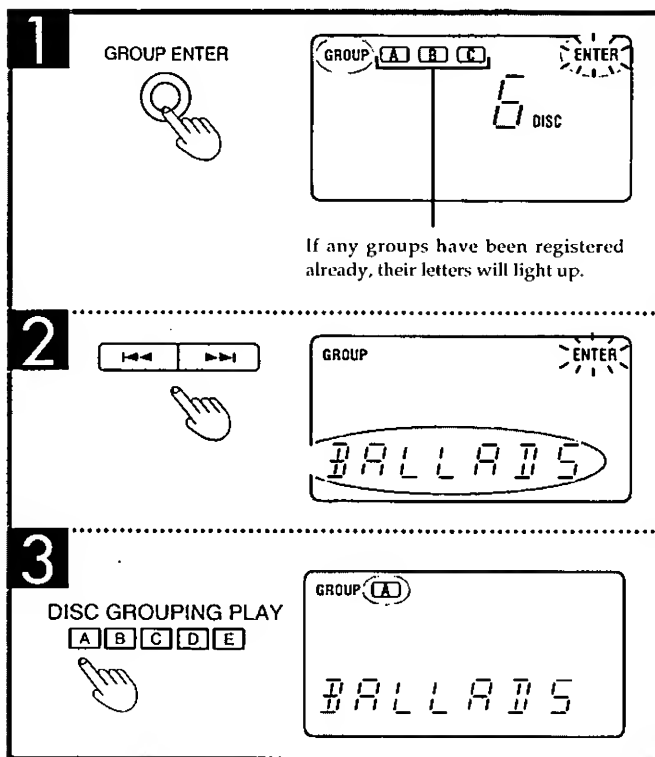 1
GROUP ENTER
GROUP A B C ENTER
6 DISC
If any groups have been registered
already, their letters will light up.
2
GROUP ENTER
BALLADS
3
DISC GROUPING PLAY
A B C D E
GROUP A
BALLADS